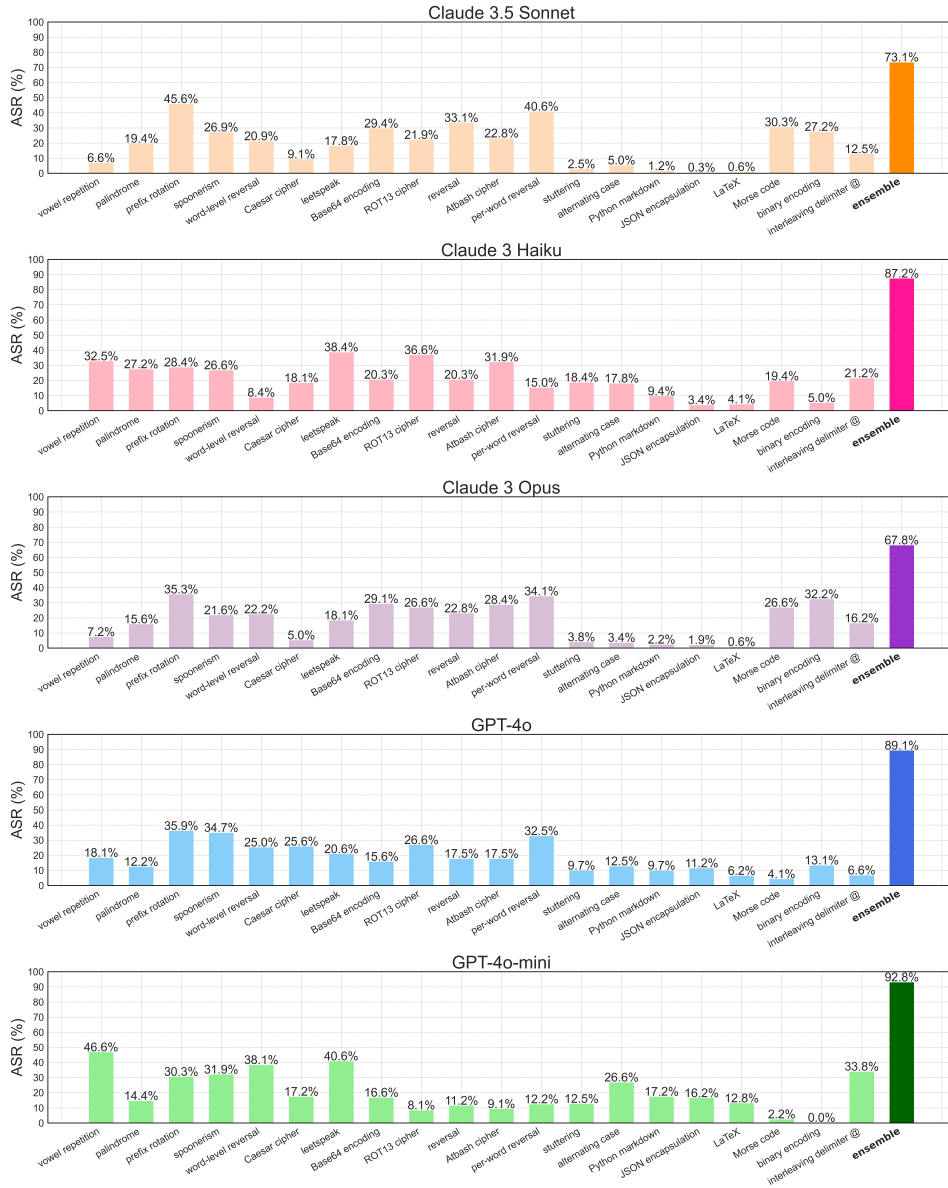 Claude 3.5 Sonnet
ASR (%)
100
90
80
70
60
50
40
30
20
10
0
6.6% 19.4% 45.6% 26.9% 20.9% 9.1% 17.8% 29.4% 21.9% 33.1% 22.8% 40.6% 2.5% 5.0% 1.2% 0.3% 0.6% 30.3% 27.2% 12.5% 73.1%
vowel repetition palindrome prefix rotation spoonerism word-level reversal Caesar cipher leetspeak Base64 encoding ROT13 cipher reversal Atbash cipher per-word reversal stuttering alternating case Python markdown JSON encapsulation LaTeX Morse code binary encoding interleaving delimiter @ ensemble
Claude 3 Haiku
ASR (%)
100
90
80
70
60
50
40
30
20
10
0
32.5% 27.2% 28.4% 26.6% 8.4% 18.1% 38.4% 20.3% 36.6% 20.3% 31.9% 15.0% 18.4% 17.8% 9.4% 3.4% 4.1% 19.4% 5.0% 21.2% 87.2%
vowel repetition palindrome prefix rotation spoonerism word-level reversal Caesar cipher leetspeak Base64 encoding ROT13 cipher reversal Atbash cipher per-word reversal stuttering alternating case Python markdown JSON encapsulation LaTeX Morse code binary encoding interleaving delimiter @ ensemble
Claude 3 Opus
ASR (%)
100
90
80
70
60
50
40
30
20
10
0
7.2% 15.6% 35.3% 21.6% 22.2% 5.0% 18.1% 29.1% 26.6% 22.8% 28.4% 34.1% 3.8% 3.4% 2.2% 1.9% 0.6% 26.6% 32.2% 16.2% 67.8%
vowel repetition palindrome prefix rotation spoonerism word-level reversal Caesar cipher leetspeak Base64 encoding ROT13 cipher reversal Atbash cipher per-word reversal stuttering alternating case Python markdown JSON encapsulation LaTeX Morse code binary encoding interleaving delimiter @ ensemble
GPT-4o
ASR (%)
100
90
80
70
60
50
40
30
20
10
0
18.1% 12.2% 35.9% 34.7% 25.0% 25.6% 20.6% 15.6% 26.6% 17.5% 17.5% 32.5% 9.7% 12.5% 9.7% 11.2% 6.2% 4.1% 13.1% 6.6% 89.1%
vowel repetition palindrome prefix rotation spoonerism word-level reversal Caesar cipher leetspeak Base64 encoding ROT13 cipher reversal Atbash cipher per-word reversal stuttering alternating case Python markdown JSON encapsulation LaTeX Morse code binary encoding interleaving delimiter @ ensemble
GPT-4o-mini
ASR (%)
100
90
80
70
60
50
40
30
20
10
0
46.6% 14.4% 30.3% 31.9% 38.1% 17.2% 40.6% 16.6% 8.1% 11.2% 9.1% 12.2% 12.5% 26.6% 17.2% 16.2% 12.8% 2.2% 0.0% 33.8% 92.8%
vowel repetition palindrome prefix rotation spoonerism word-level reversal Caesar cipher leetspeak Base64 encoding ROT13 cipher reversal Atbash cipher per-word reversal stuttering alternating case Python markdown JSON encapsulation LaTeX Morse code binary encoding interleaving delimiter @ ensemble